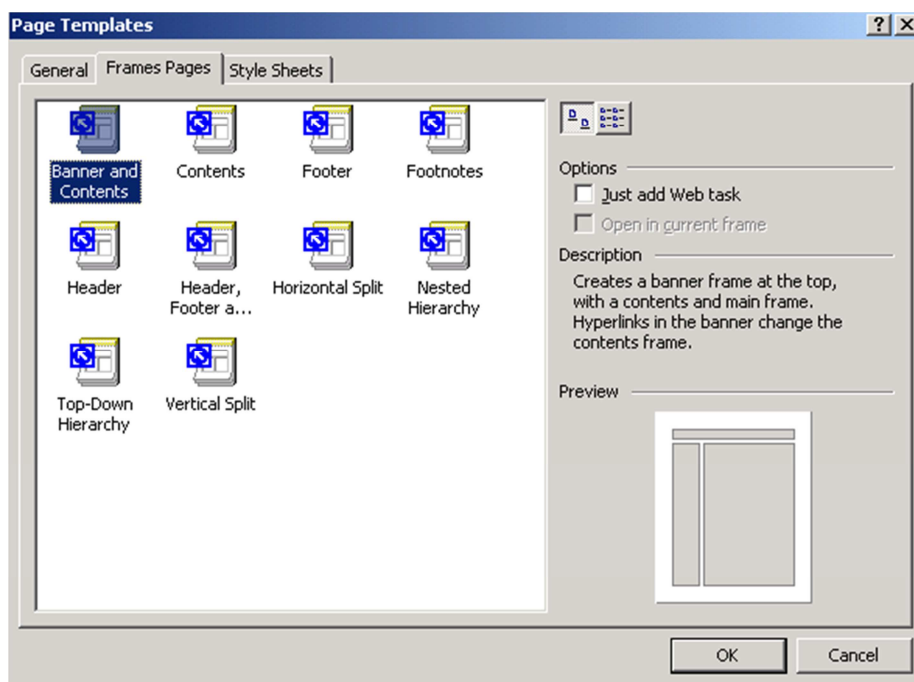 Page Templates
General Frames Pages Style Sheets
Banner and
Contents
Contents
Footer
Footnotes
Header
Header,
Footer a...
Horizontal Split
Nested
Hierarchy
Top-Down
Hierarchy
Vertical Split
Options
Just add Web task
Open in current frame
Description
Creates a banner frame at the top,
with a contents and main frame.
Hyperlinks in the banner change the
contents frame.
Preview
OK Cancel